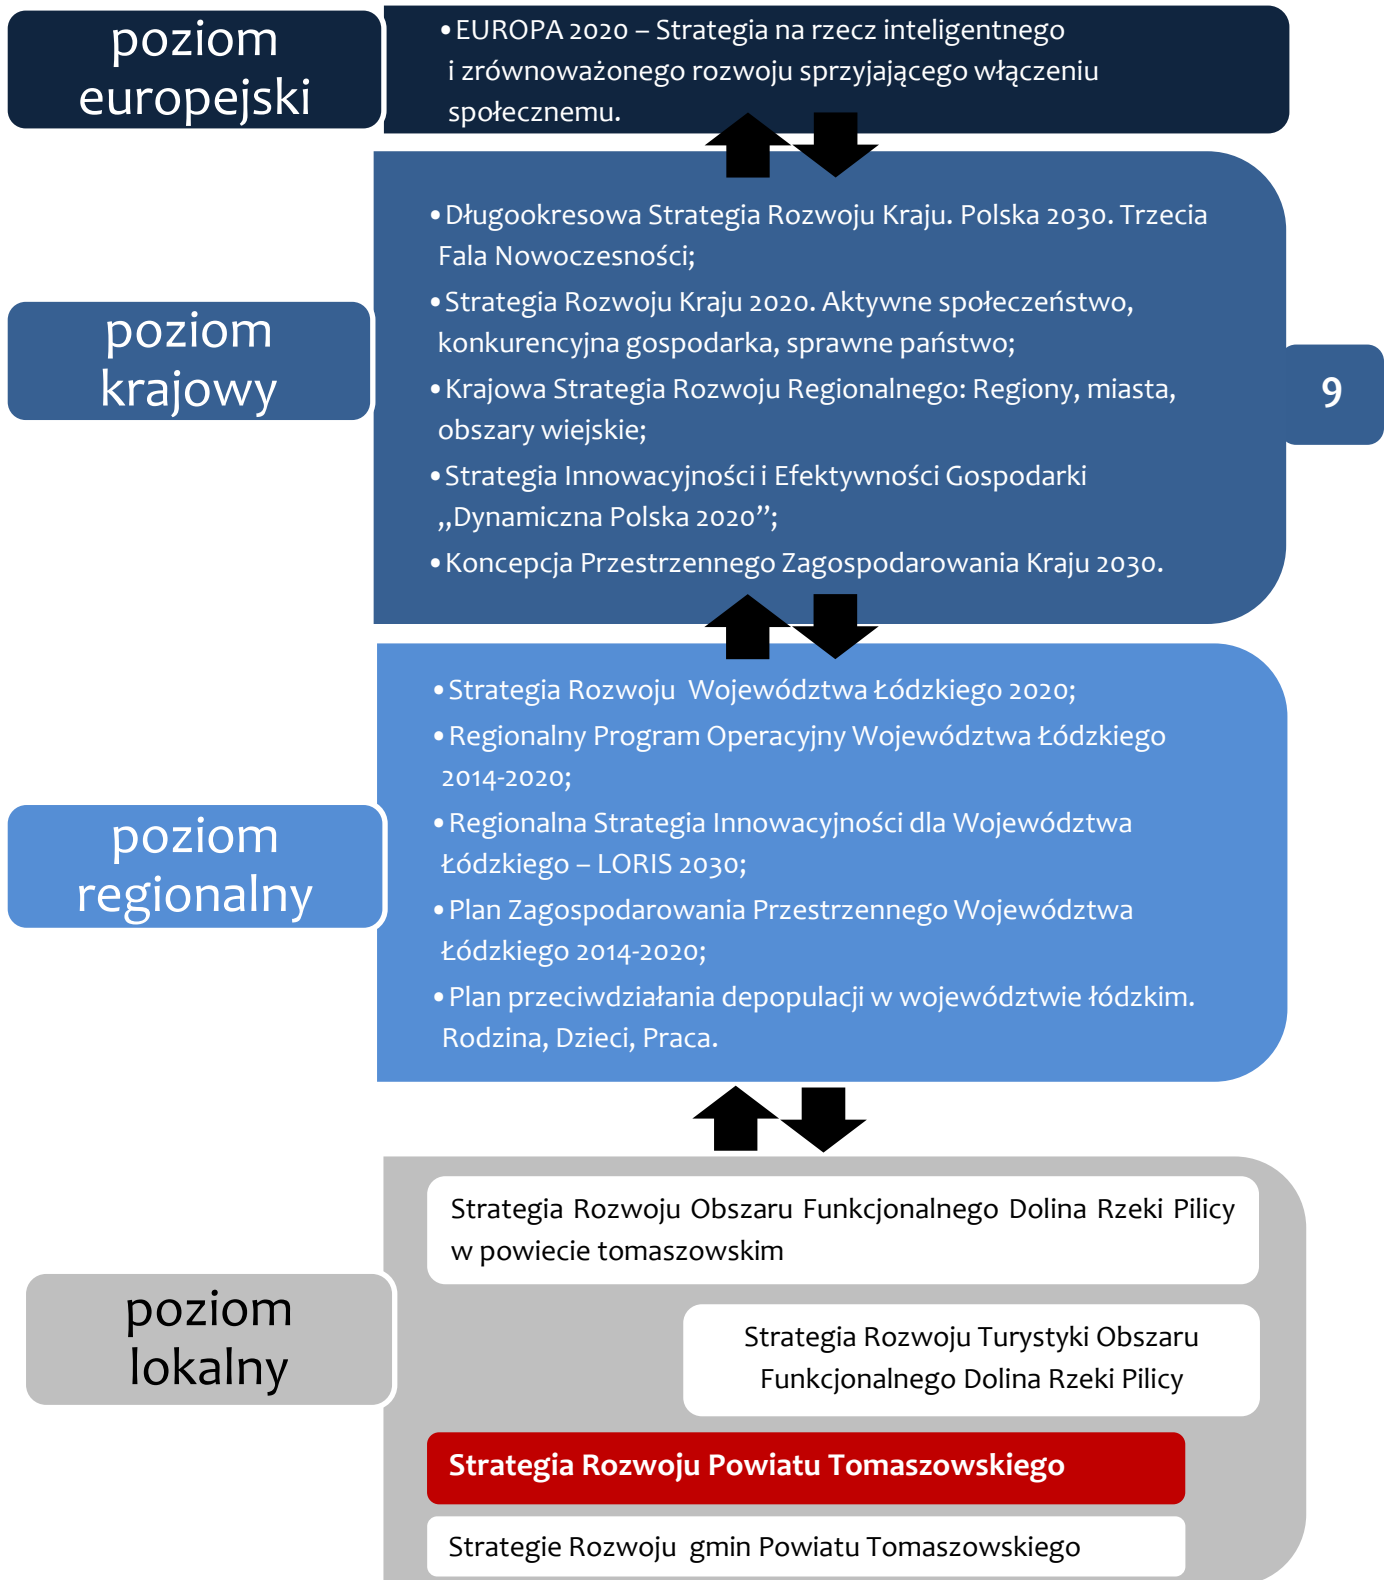 poziom
europejski
•EUROPA 2020 – Strategia na rzecz inteligentnego
i zrównoważonego rozwoju sprzyjającego włączeniu
społecznemu.
poziom
krajowy
•Długookresowa Strategia Rozwoju Kraju. Polska 2030. Trzecia
Fala Nowoczesności;
•Strategia Rozwoju Kraju 2020. Aktywne społeczeństwo,
konkurencyjna gospodarka, sprawne państwo;
•Krajowa Strategia Rozwoju Regionalnego: Regiony, miasta,
obszary wiejskie;
•Strategia Innowacyjności i Efektywności Gospodarki
„Dynamiczna Polska 2020”;
•Koncepcja Przestrzennego Zagospodarowania Kraju 2030.
9
poziom
regionalny
•Strategia Rozwoju  Województwa Łódzkiego 2020;
•Regionalny Program Operacyjny Województwa Łódzkiego
2014-2020;
•Regionalna Strategia Innowacyjności dla Województwa
Łódzkiego – LORIS 2030;
•Plan Zagospodarowania Przestrzennego Województwa
Łódzkiego 2014-2020;
•Plan przeciwdziałania depopulacji w województwie łódzkim.
Rodzina, Dzieci, Praca.
poziom
lokalny
Strategia Rozwoju Obszaru Funkcjonalnego Dolina Rzeki Pilicy
w powiecie tomaszowskim
Strategia Rozwoju Turystyki Obszaru
Funkcjonalnego Dolina Rzeki Pilicy
Strategia Rozwoju Powiatu Tomaszowskiego
Strategie Rozwoju  gmin Powiatu Tomaszowskiego